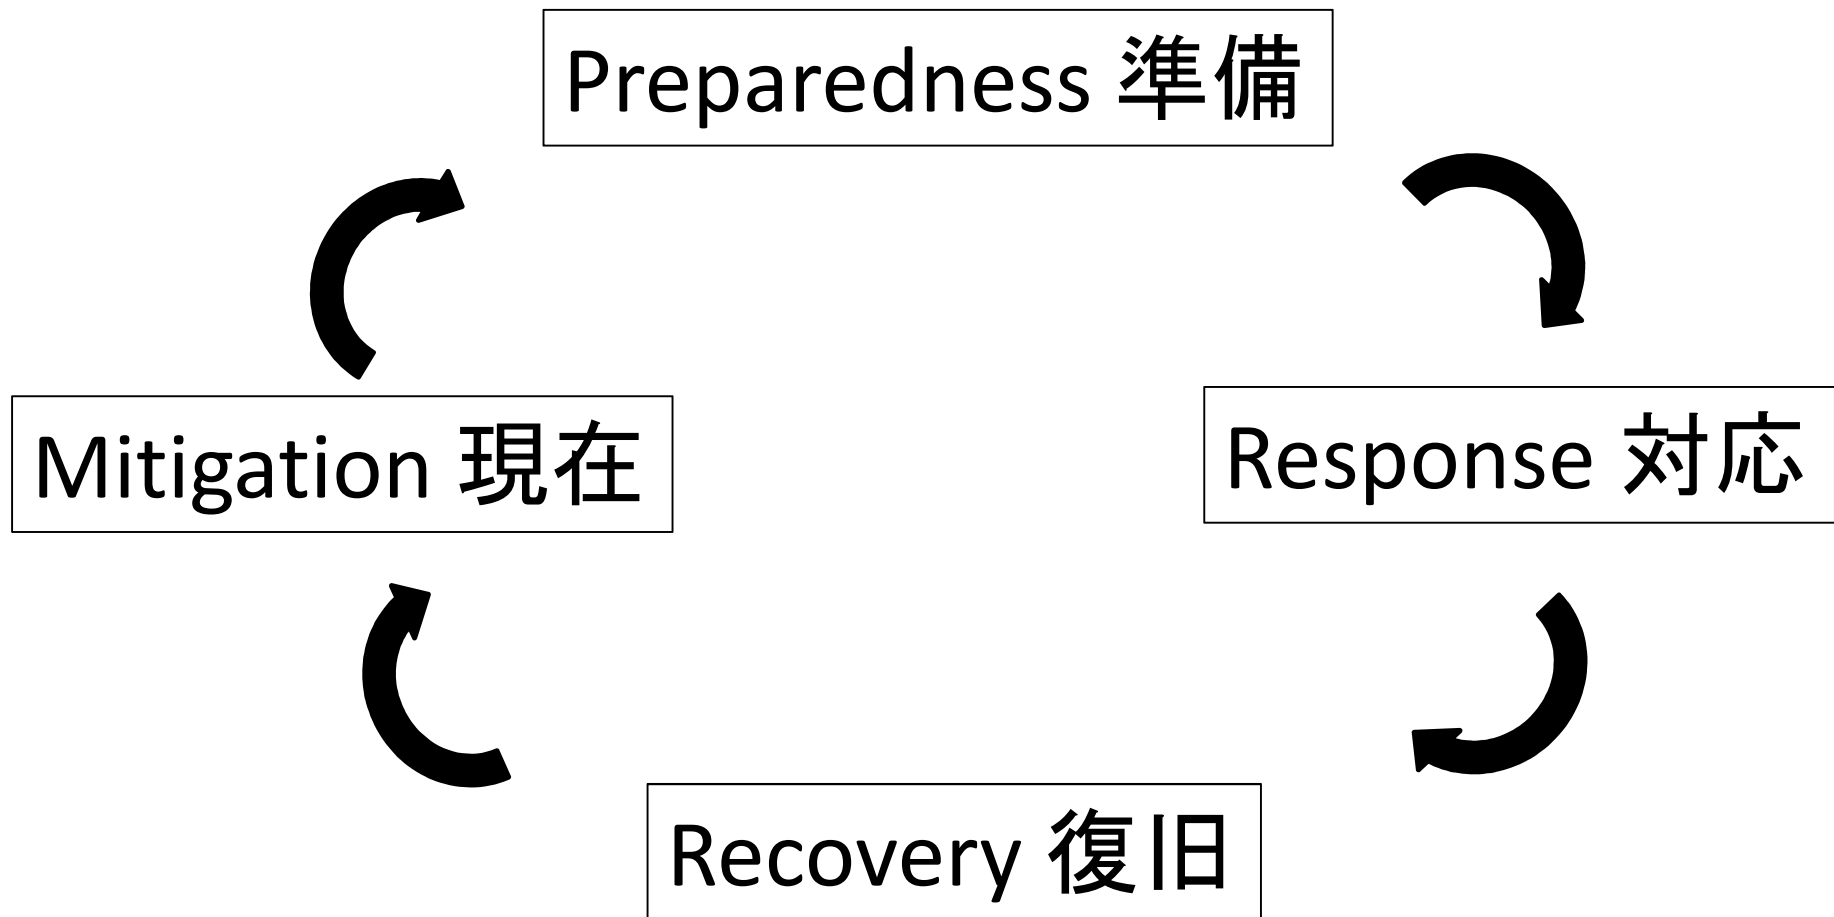 Preparedness 準備
Mitigation 現在
Response 対応
Recovery 復旧